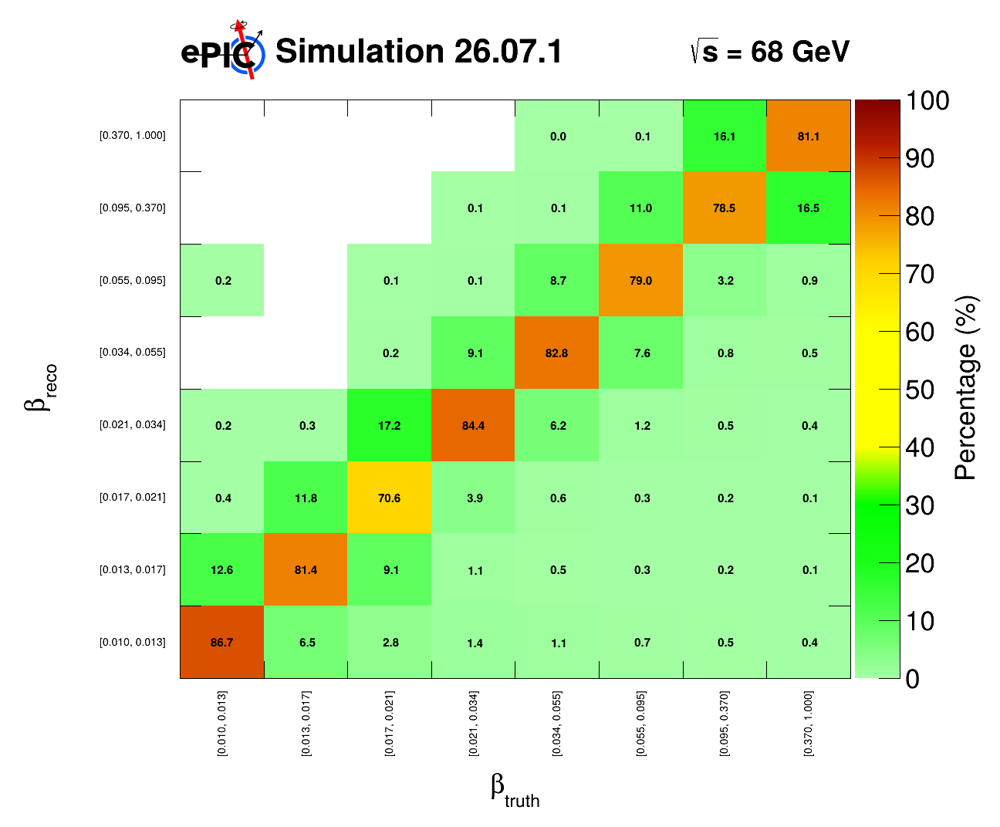 ePIC Simulation 26.07.1 √s = 68 GeV
[0.370, 1.000] 0.0 0.1 16.1 81.1
[0.095, 0.370] 0.1 0.1 11.0 78.5 16.5
[0.055, 0.095] 0.2 0.1 0.1 8.7 79.0 3.2 0.9
[0.034, 0.055] 0.2 9.1 82.8 7.6 0.8 0.5
[0.021, 0.034] 0.2 0.3 17.2 84.4 6.2 1.2 0.5 0.4
[0.017, 0.021] 0.4 11.8 70.6 3.9 0.6 0.3 0.2 0.1
[0.013, 0.017] 12.6 81.4 9.1 1.1 0.5 0.3 0.2 0.1
[0.010, 0.013] 86.7 6.5 2.8 1.4 1.1 0.7 0.5 0.4
[0.010, 0.013] [0.013, 0.017] [0.017, 0.021] [0.021, 0.034] [0.034, 0.055] [0.055, 0.095] [0.095, 0.370] [0.370, 1.000]
βtruth
βreco
100
90
80
70
60
50
40
30
20
10
0
Percentage (%)